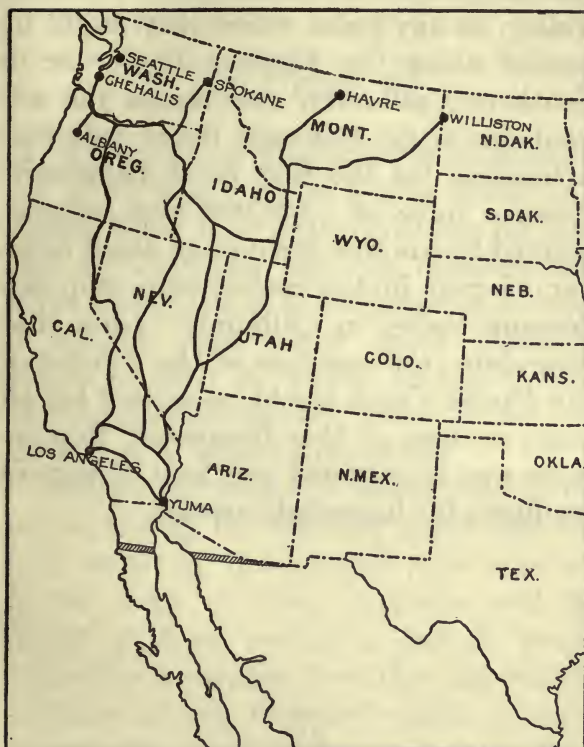 SEATTLE
WASH.
CHEHALIS
SPOKANE
HAVRE
MONT.
WILLISTON
N.DAK.
ALBANY
OREG.
IDAHO
S.DAK.
WYO.
NEV.
NEB.
CAL.
UTAH
COLO.
KANS.
LOS ANGELES
ARIZ.
N.MEX.
OKLA.
YUMA
TEX.